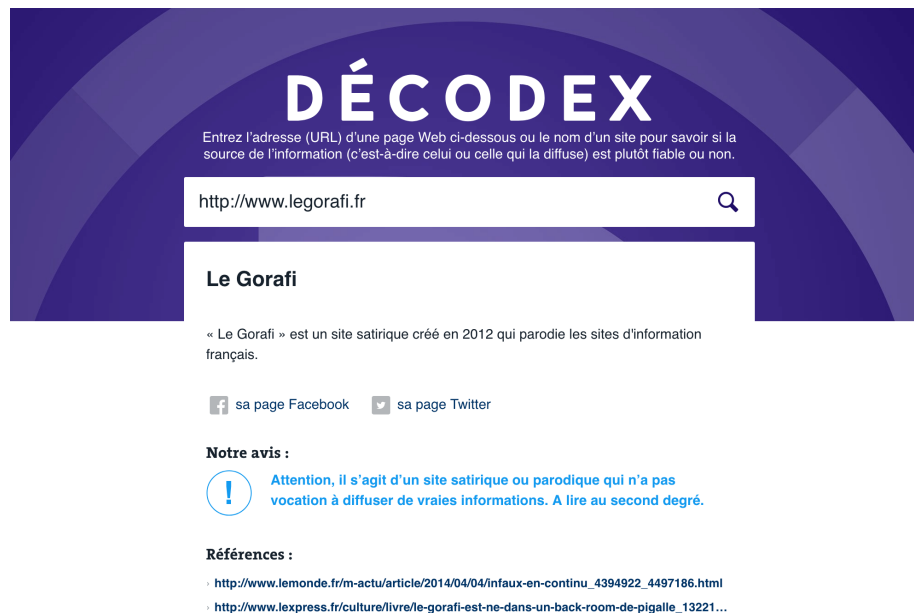 DÉCODEX
Entrez l'adresse (URL) d'une page Web ci-dessous ou le nom d'un site pour savoir si la
source de l'information (c'est-à-dire celui ou celle qui la diffuse) est plutôt fiable ou non.
http://www.legorafi.fr
Le Gorafi
« Le Gorafi » est un site satirique créé en 2012 qui parodie les sites d'information
français.
sa page Facebook sa page Twitter
Notre avis :
Attention, il s'agit d'un site satirique ou parodique qui n'a pas
vocation à diffuser de vraies informations. A lire au second degré.
Références :
› http://www.lemonde.fr/m-actu/article/2014/04/04/infaux-en-continu_4394922_4497186.html
› http://www.lexpress.fr/culture/livre/le-gorafi-est-ne-dans-un-back-room-de-pigalle_13221…